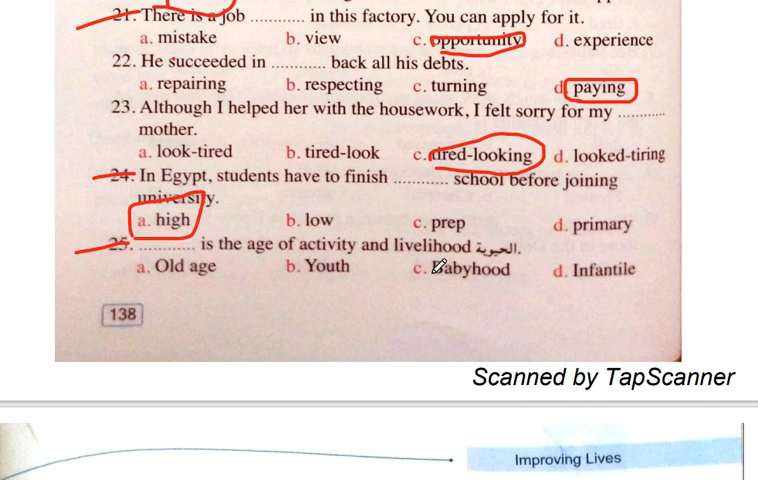 21. There is a job ............ in this factory. You can apply for it.
a. mistake b. view c. opportunity d. experience
22. He succeeded in ............ back all his debts.
a. repairing b. respecting c. turning d. paying
23. Although I helped her with the housework, I felt sorry for my ............
mother.
a. look-tired b. tired-look c. tired-looking d. looked-tiring
24. In Egypt, students have to finish ............ school before joining
university.
a. high b. low c. prep d. primary
25. ............ is the age of activity and livelihood الحيوية.
a. Old age b. Youth c. Babyhood d. Infantile
138
Scanned by TapScanner
Improving Lives